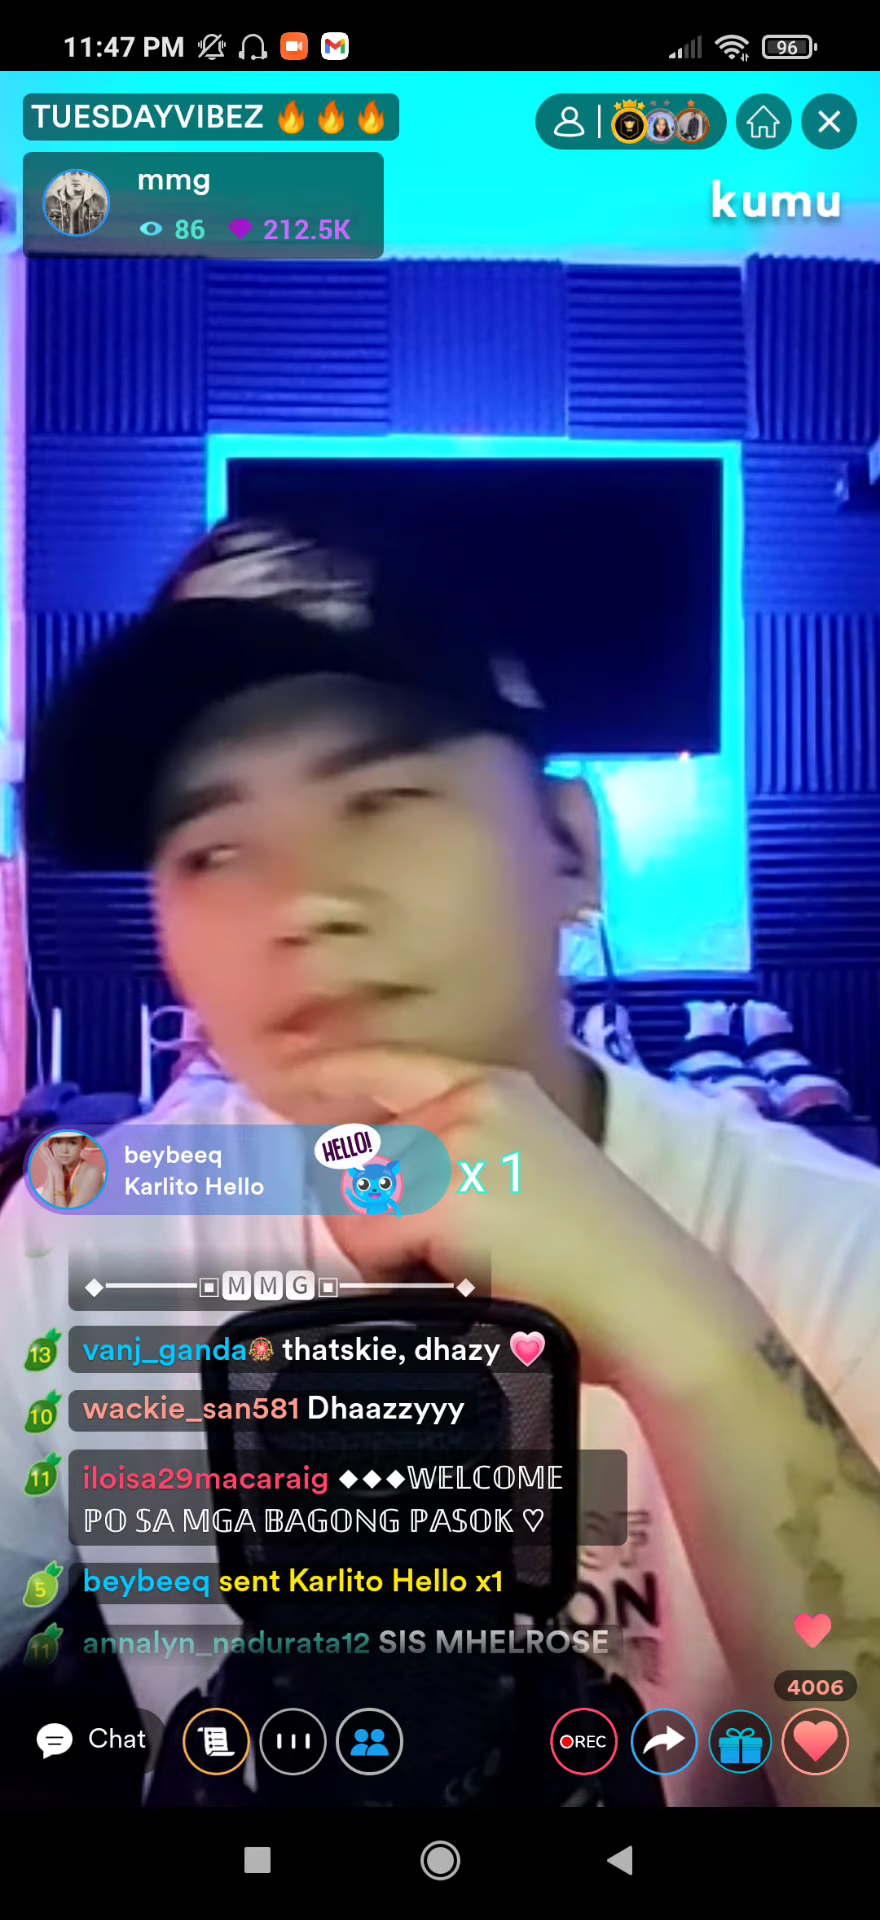 11:47 PM
96
TUESDAYVIBEZ 🔥🔥🔥
mmg
86 212.5K
kumu
beybeeq
Karlito Hello
HELLO!
x 1
◆━━━━▣🅼🅼🅶▣━━━━◆
13 vanj_ganda thatskie, dhazy 💗
10 wackie_san581 Dhaazzyyy
11 iloisa29macaraig ◆◆◆𝕎𝔼𝕃ℂ𝕆𝕄𝔼
ℙ𝕆 𝕊𝔸 𝕄𝔾𝔸 𝔹𝔸𝔾𝕆ℕ𝔾 ℙ𝔸𝕊𝕆𝕂 ♡
5 beybeeq sent Karlito Hello x1
11 annalyn_nadurata12 SIS MHELROSE
4006
Chat
REC